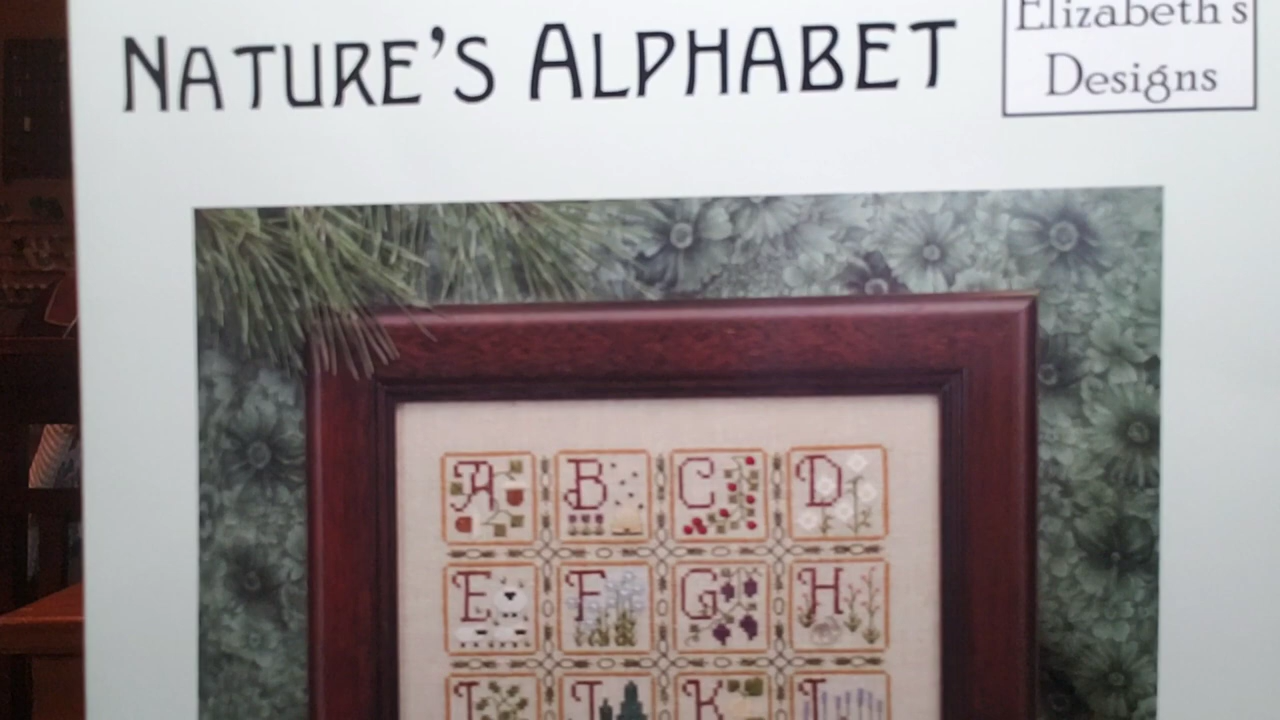 NATURE'S ALPHABET
Elizabeth's
Designs
A B C D
E F G H
I J K L